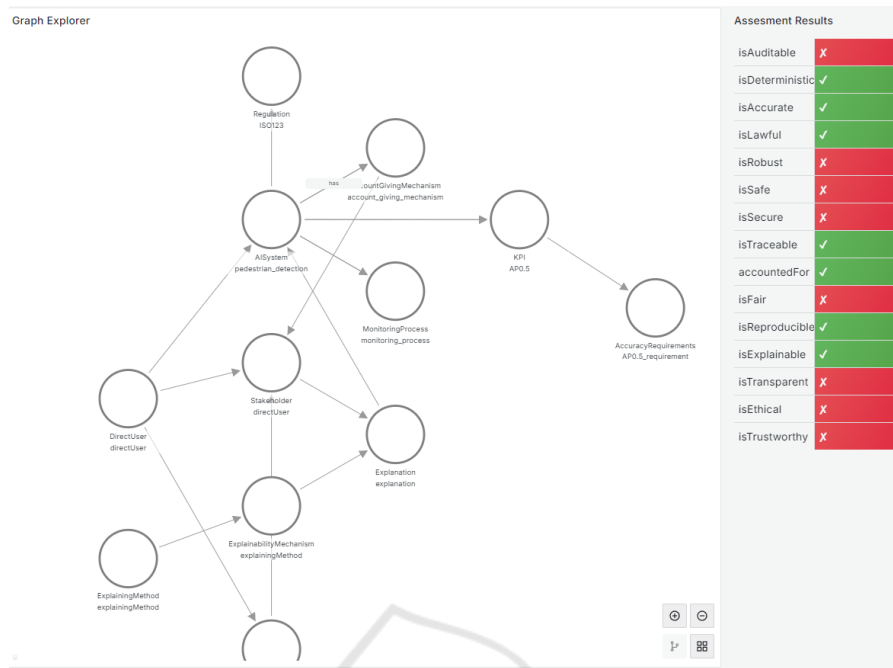 Graph Explorer
Assesment Results
Regulation
ISO123
has
ountGivingMechanism
account_giving_mechanism
AISystem
pedestrian_detection
KPI
AP0.5
MonitoringProcess
monitoring_process
AccuracyRequirements
AP0.5_requirement
Stakeholder
directUser
DirectUser
directUser
Explanation
explanation
ExplainabilityMechanism
explainingMethod
ExplainingMethod
explainingMethod
isAuditable ✗
isDeterministic ✓
isAccurate ✓
isLawful ✓
isRobust ✗
isSafe ✗
isSecure ✗
isTraceable ✓
accountedFor ✓
isFair ✗
isReproducible ✓
isExplainable ✓
isTransparent ✗
isEthical ✗
isTrustworthy ✗